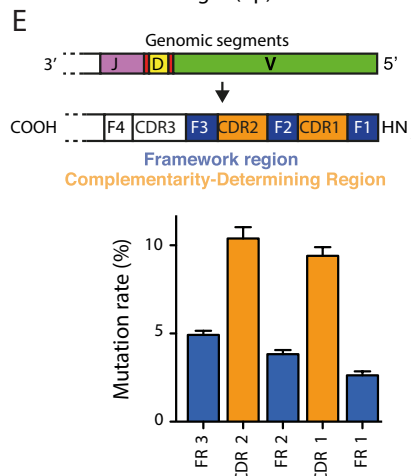 E
Genomic segments
3' J D V 5'
COOH F4 CDR3 F3 CDR2 F2 CDR1 F1 HN
Framework region
Complementarity-Determining Region
Mutation rate (%)
10
5
0
FR 3
CDR 2
FR 2
CDR 1
FR 1